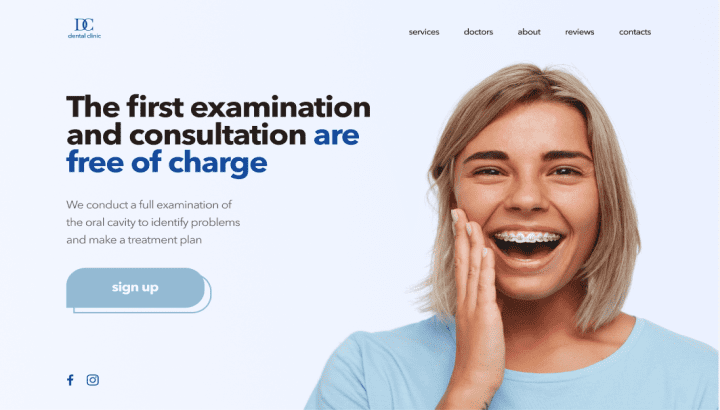 DC
dental clinic
services doctors about reviews contacts
The first examination
and consultation are
free of charge
We conduct a full examination of
the oral cavity to identify problems
and make a treatment plan
sign up